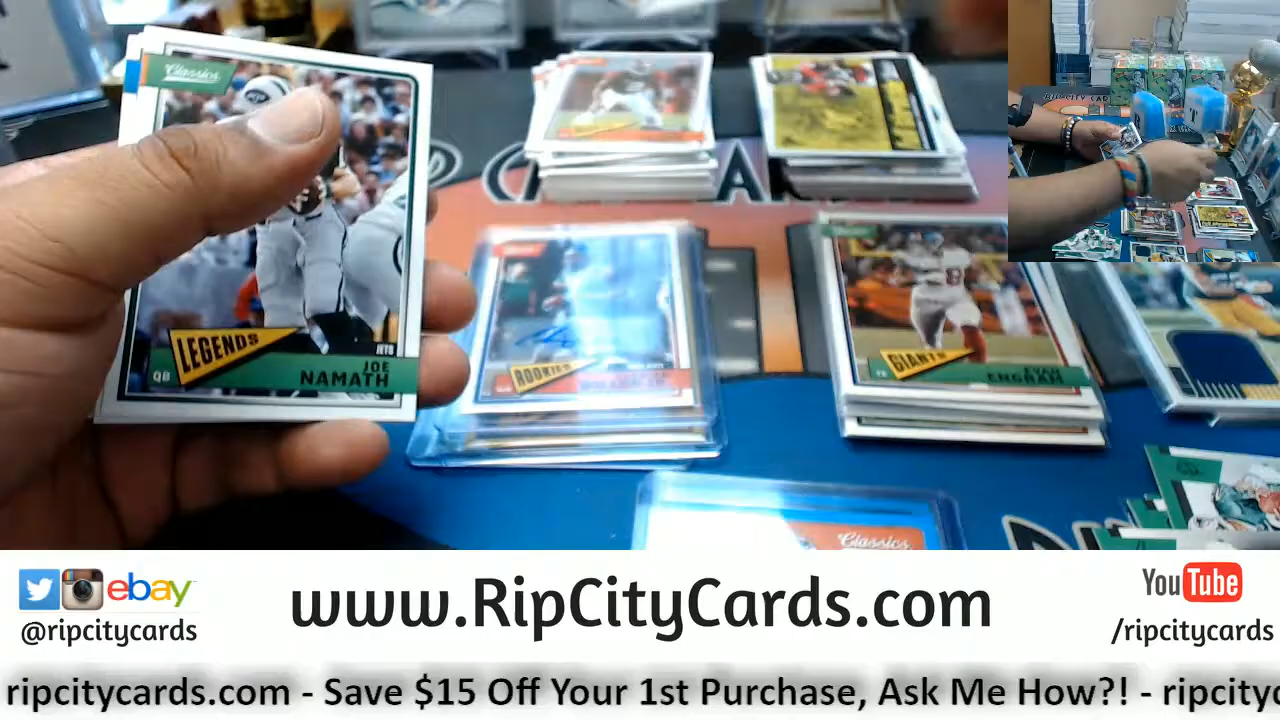 Classics
LEGENDS
JETS
QB
JOE
NAMATH
ROOKIES
GIANTS
EVAN
ENGRAM
Classics
ebay
@ripcitycards
www.RipCityCards.com
YouTube
/ripcitycards
ripcitycards.com - Save $15 Off Your 1st Purchase, Ask Me How?! -